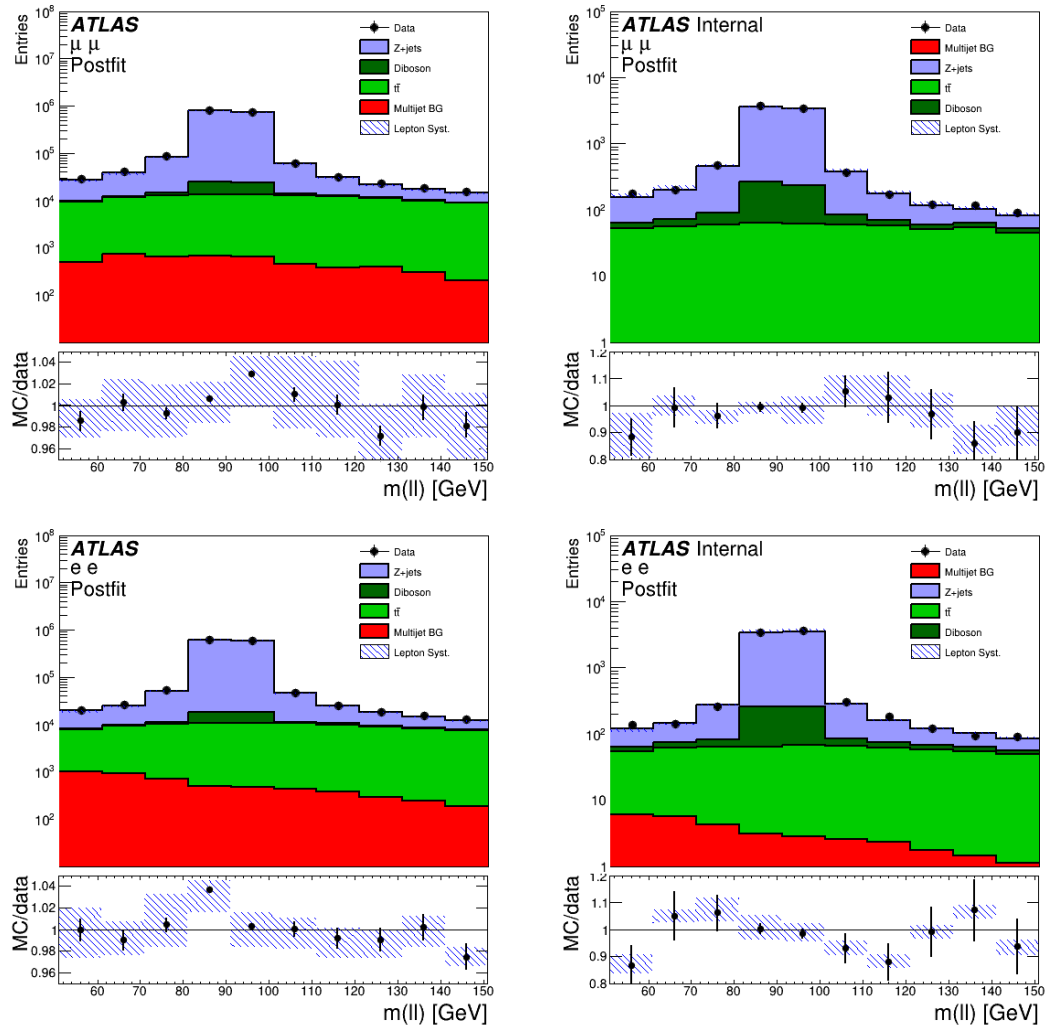 Entries
10^8
10^7
10^6
10^5
10^4
10^3
10^2
ATLAS
μ μ
Postfit
Data
Z+jets
Diboson
tt̄
Multijet BG
Lepton Syst.
MC/data
1.04
1.02
1
0.98
0.96
60 70 80 90 100 110 120 130 140 150
m(ll) [GeV]
Entries
10^5
10^4
10^3
10^2
10
1
ATLAS Internal
μ μ
Postfit
Data
Multijet BG
Z+jets
tt̄
Diboson
Lepton Syst.
MC/data
1.2
1.1
1
0.9
0.8
60 70 80 90 100 110 120 130 140 150
m(ll) [GeV]
Entries
10^8
10^7
10^6
10^5
10^4
10^3
10^2
ATLAS
e e
Postfit
Data
Z+jets
Diboson
tt̄
Multijet BG
Lepton Syst.
MC/data
1.04
1.02
1
0.98
0.96
60 70 80 90 100 110 120 130 140 150
m(ll) [GeV]
Entries
10^5
10^4
10^3
10^2
10
1
ATLAS Internal
e e
Postfit
Data
Multijet BG
Z+jets
tt̄
Diboson
Lepton Syst.
MC/data
1.2
1.1
1
0.9
0.8
60 70 80 90 100 110 120 130 140 150
m(ll) [GeV]